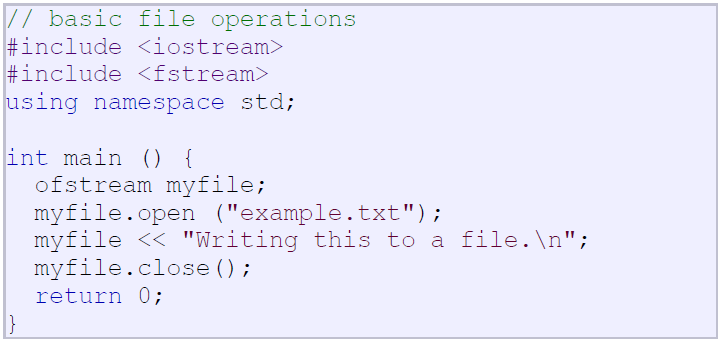 // basic file operations
#include <iostream>
#include <fstream>
using namespace std;

int main () {
  ofstream myfile;
  myfile.open ("example.txt");
  myfile << "Writing this to a file.\n";
  myfile.close();
  return 0;
}